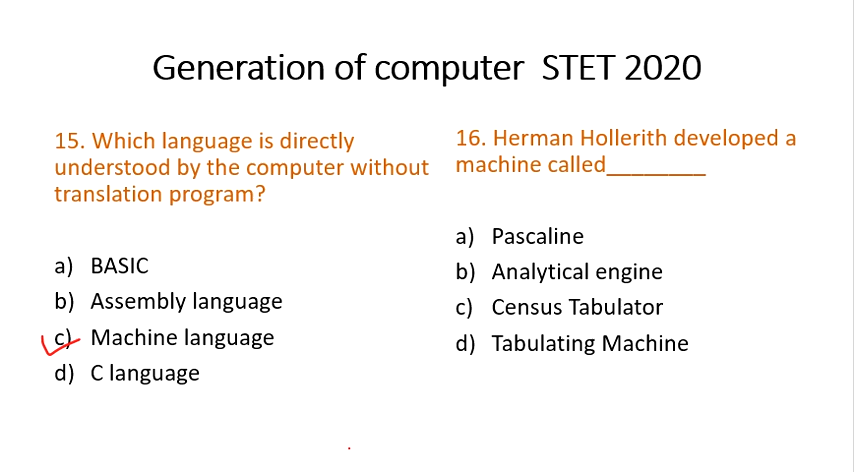 Generation of computer STET 2020
15. Which language is directly
understood by the computer without
translation program?
a) BASIC
b) Assembly language
c) Machine language
d) C language
16. Herman Hollerith developed a
machine called________
a) Pascaline
b) Analytical engine
c) Census Tabulator
d) Tabulating Machine